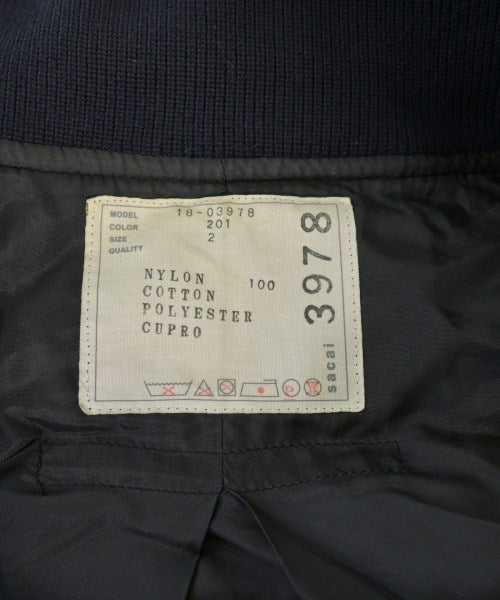 MODEL 18-03978
COLOR 201
SIZE 2
QUALITY
NYLON 100
COTTON
POLYESTER
CUPRO
P
sacai 3978